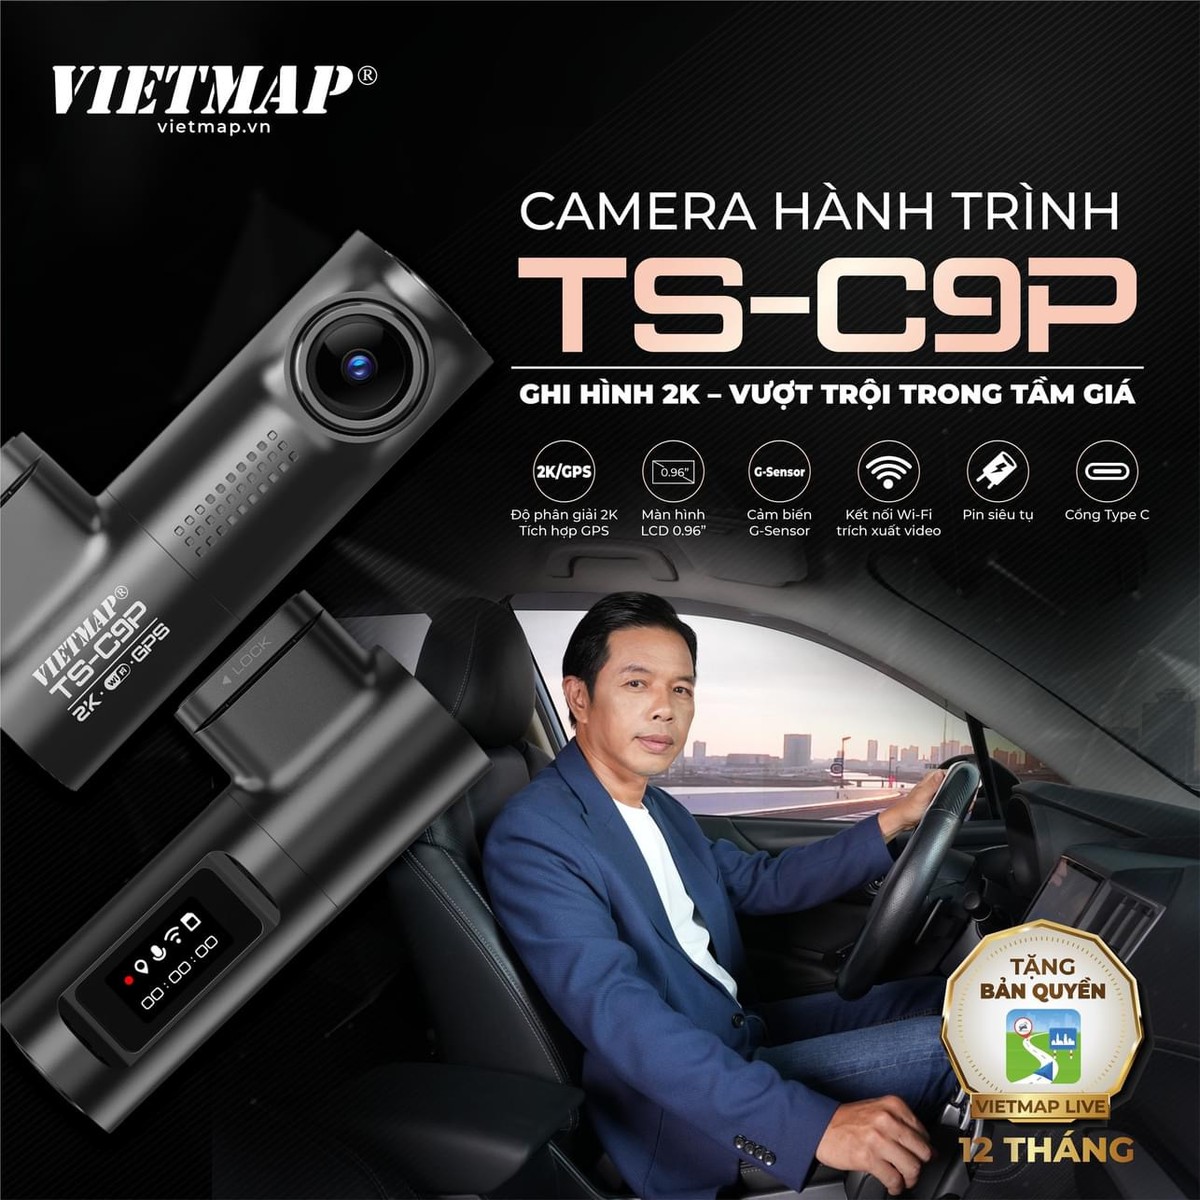 VIETMAP®
vietmap.vn
CAMERA HÀNH TRÌNH
TS-C9P
GHI HÌNH 2K – VƯỢT TRỘI TRONG TẦM GIÁ
2K/GPS
Độ phân giải 2K
Tích hợp GPS
0.96”
Màn hình
LCD 0.96”
G-Sensor
Cảm biến
G-Sensor
Kết nối Wi-Fi
trích xuất video
Pin siêu tụ
Cổng Type C
VIETMAP®
TS-C9P
2K · Wi Fi · GPS
◀ LOCK
00:00:00
TẶNG
BẢN QUYỀN
VIETMAP LIVE
12 THÁNG